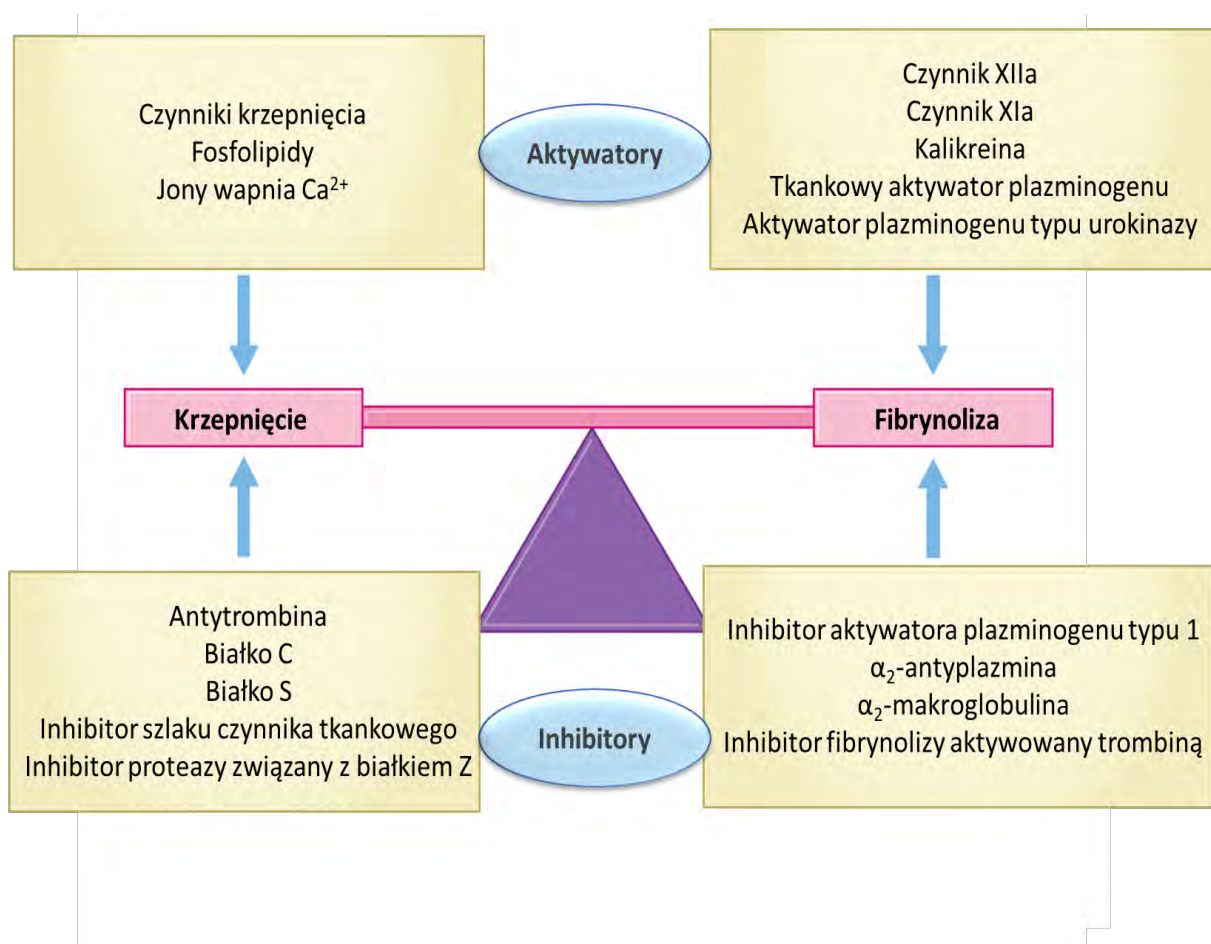 Czynniki krzepnięcia
Fosfolipidy
Jony wapnia Ca²⁺
Aktywatory
Czynnik XIIa
Czynnik XIa
Kalikreina
Tkankowy aktywator plazminogenu
Aktywator plazminogenu typu urokinazy
Krzepnięcie
Fibrynoliza
Antytrombina
Białko C
Białko S
Inhibitor szlaku czynnika tkankowego
Inhibitor proteazy związany z białkiem Z
Inhibitory
Inhibitor aktywatora plazminogenu typu 1
α₂-antyplazmina
α₂-makroglobulina
Inhibitor fibrynolizy aktywowany trombiną